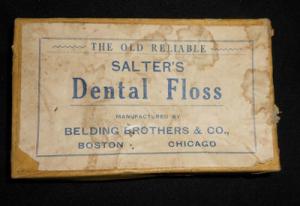 THE OLD RELIABLE
SALTER'S
Dental Floss
MANUFACTURED BY
BELDING BROTHERS & CO.,
BOSTON . CHICAGO